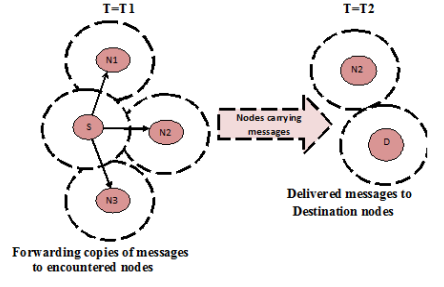 T=T1
T=T2
N1
N2
S
N2
Nodes carrying
messages
D
N3
Delivered messages to
Destination nodes
Forwarding copies of messages
to encountered nodes